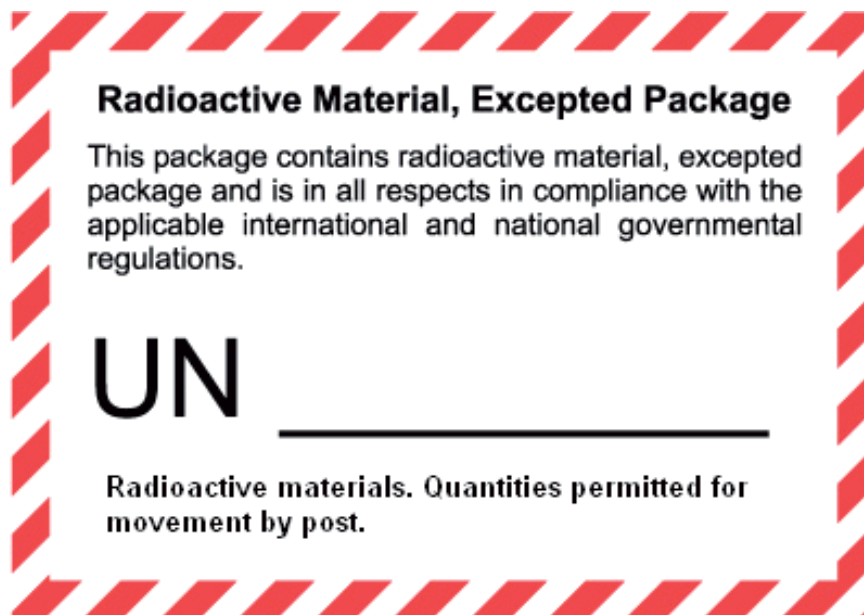 Radioactive Material, Excepted Package
This package contains radioactive material, excepted
package and is in all respects in compliance with the
applicable international and national governmental
regulations.
UN
Radioactive materials. Quantities permitted for
movement by post.